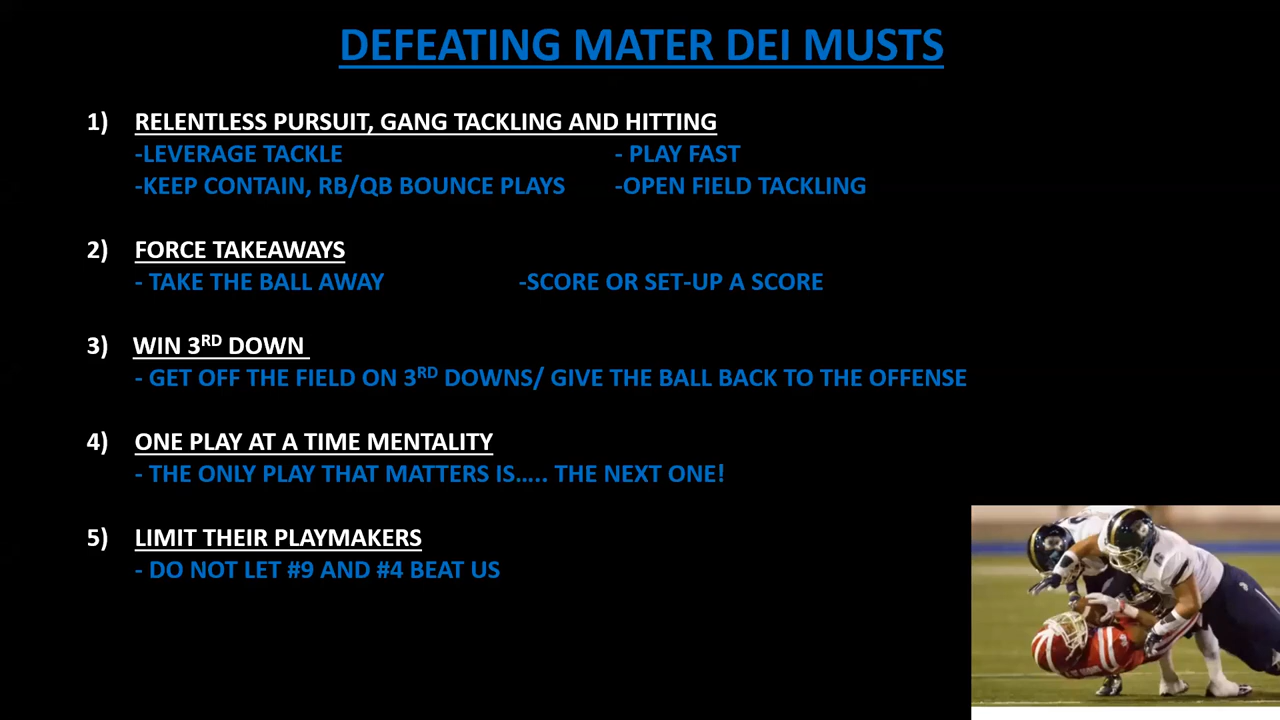 DEFEATING MATER DEI MUSTS
1) RELENTLESS PURSUIT, GANG TACKLING AND HITTING
-LEVERAGE TACKLE - PLAY FAST
-KEEP CONTAIN, RB/QB BOUNCE PLAYS -OPEN FIELD TACKLING
2) FORCE TAKEAWAYS
- TAKE THE BALL AWAY -SCORE OR SET-UP A SCORE
3) WIN 3RD DOWN
- GET OFF THE FIELD ON 3RD DOWNS/ GIVE THE BALL BACK TO THE OFFENSE
4) ONE PLAY AT A TIME MENTALITY
- THE ONLY PLAY THAT MATTERS IS..... THE NEXT ONE!
5) LIMIT THEIR PLAYMAKERS
- DO NOT LET #9 AND #4 BEAT US